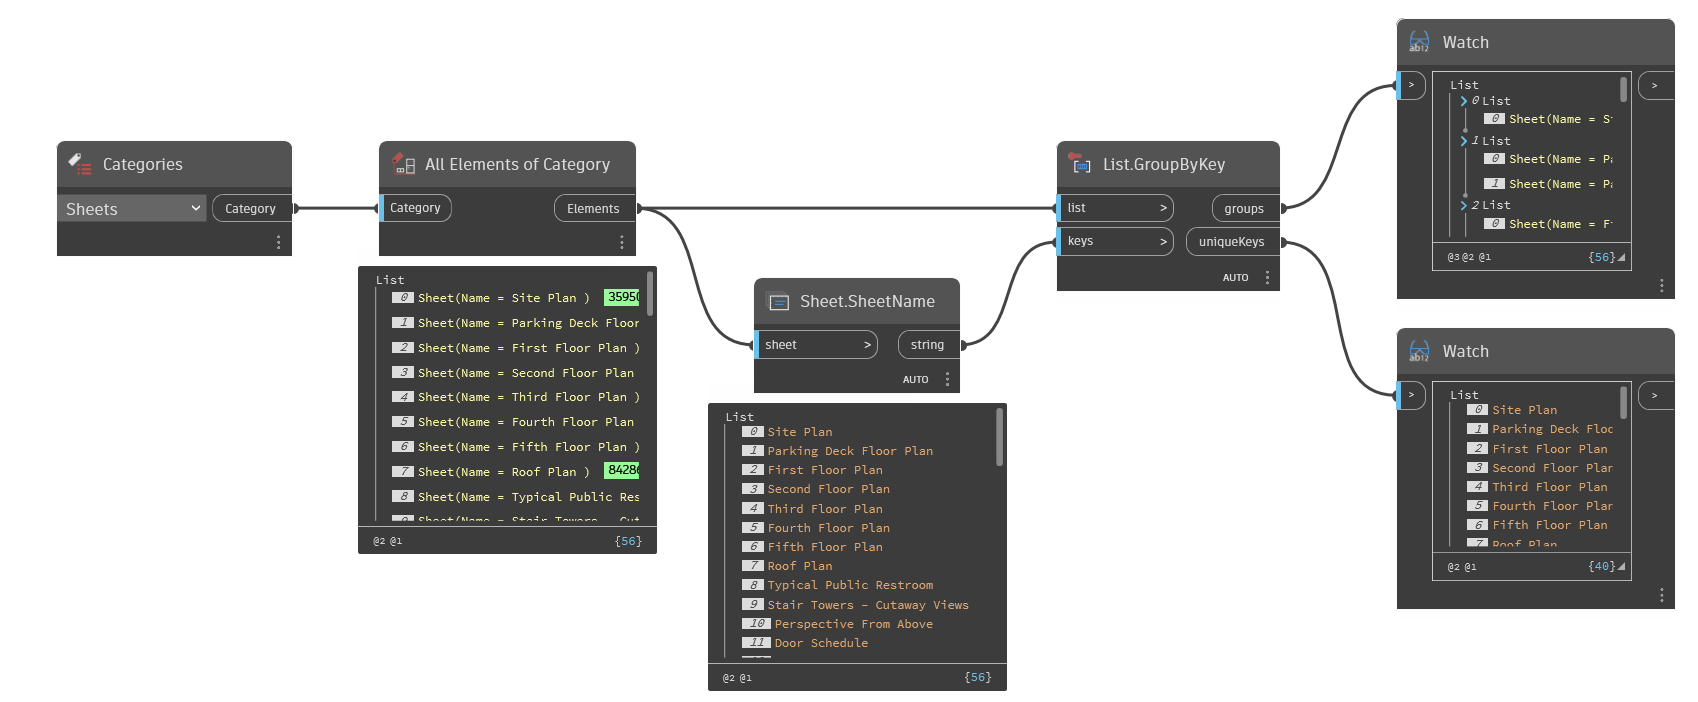 Categories
Sheets
Category
All Elements of Category
Category
Elements
List
0 Sheet(Name = Site Plan )
1 Sheet(Name = Parking Deck Floor
2 Sheet(Name = First Floor Plan )
3 Sheet(Name = Second Floor Plan
4 Sheet(Name = Third Floor Plan )
5 Sheet(Name = Fourth Floor Plan
6 Sheet(Name = Fifth Floor Plan )
7 Sheet(Name = Roof Plan ) 84286
8 Sheet(Name = Typical Public Res
@2 @1 {56}
Sheet.SheetName
sheet >
string
AUTO
List
0 Site Plan
1 Parking Deck Floor Plan
2 First Floor Plan
3 Second Floor Plan
4 Third Floor Plan
5 Fourth Floor Plan
6 Fifth Floor Plan
7 Roof Plan
8 Typical Public Restroom
9 Stair Towers - Cutaway Views
10 Perspective From Above
11 Door Schedule
@2 @1 {56}
List.GroupByKey
list >
groups
keys >
uniqueKeys
AUTO
Watch
>
>
List
0 List
0 Sheet(Name =
1 List
0 Sheet(Name =
1 Sheet(Name =
2 List
0 Sheet(Name =
@3 @2 @1 {56}
Watch
>
>
List
0 Site Plan
1 Parking Deck Floo
2 First Floor Plan
3 Second Floor Plan
4 Third Floor Plan
5 Fourth Floor Plan
6 Fifth Floor Plan
7 Roof Plan
@2 @1 {40}